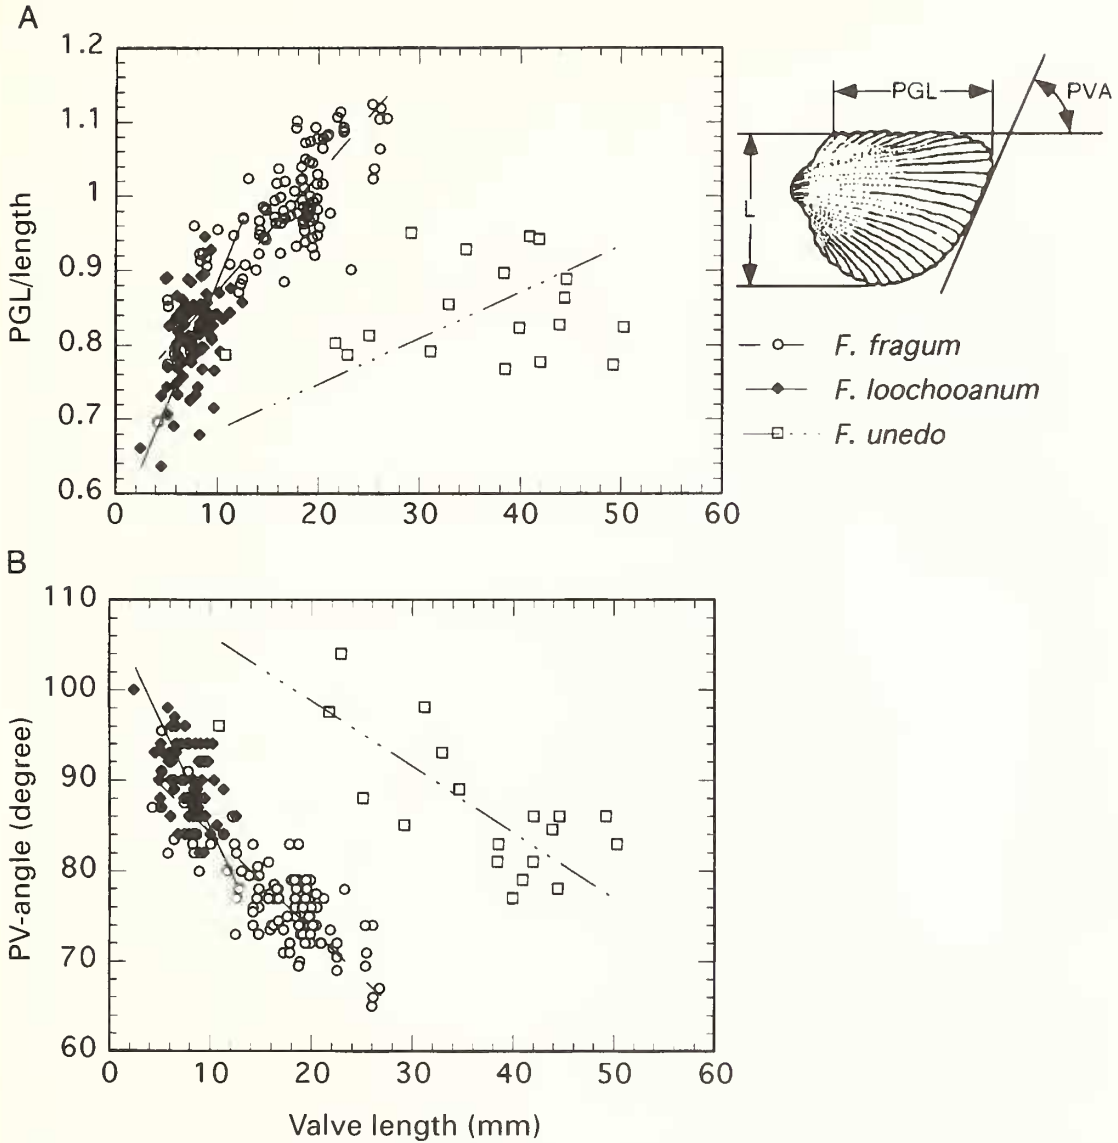 A
1.2
1.1
1
0.9
0.8
0.7
0.6
PGL/length
0 10 20 30 40 50 60
PGL
PVA
L
F. fragum
F. loochooanum
F. unedo
B
110
100
90
80
70
60
PV-angle (degree)
0 10 20 30 40 50 60
Valve length (mm)